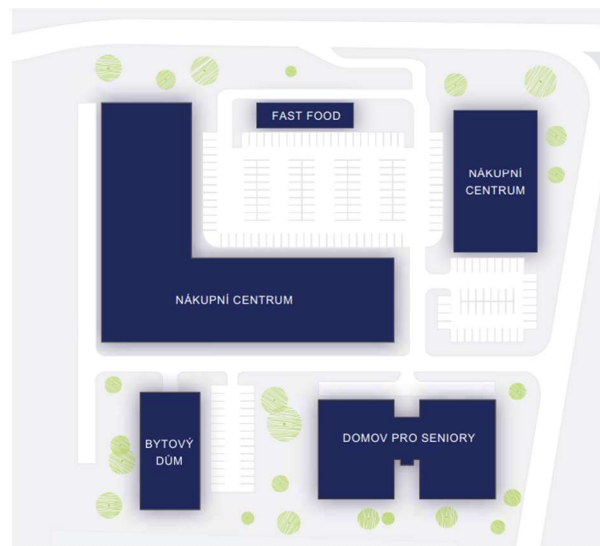 FAST FOOD
NÁKUPNÍ
CENTRUM
NÁKUPNÍ CENTRUM
BYTOVÝ
DŮM
DOMOV PRO SENIORY